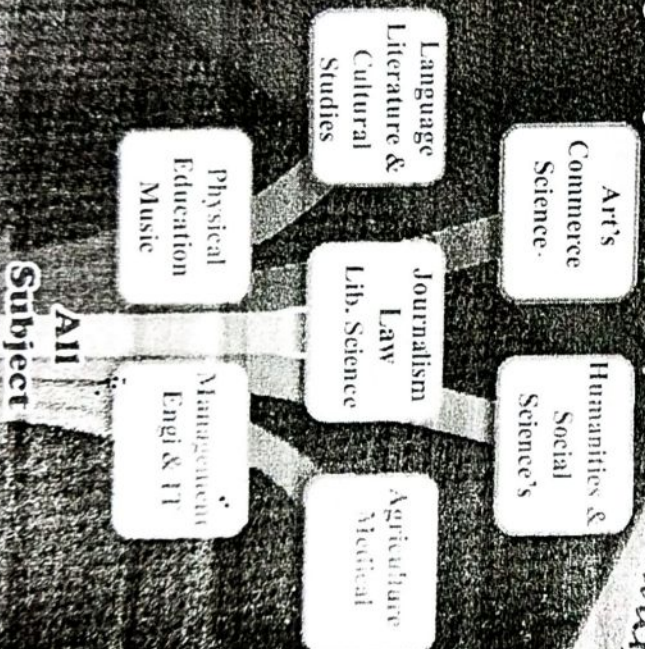 Art's
Commerce
Science
Humanities &
Social
Science's
Language
Literature &
Cultural
Studies
Journalism
Law
Lib. Science
Agriculture
Medical
Physical
Education
Music
Management
Engi & IT
All
Subject